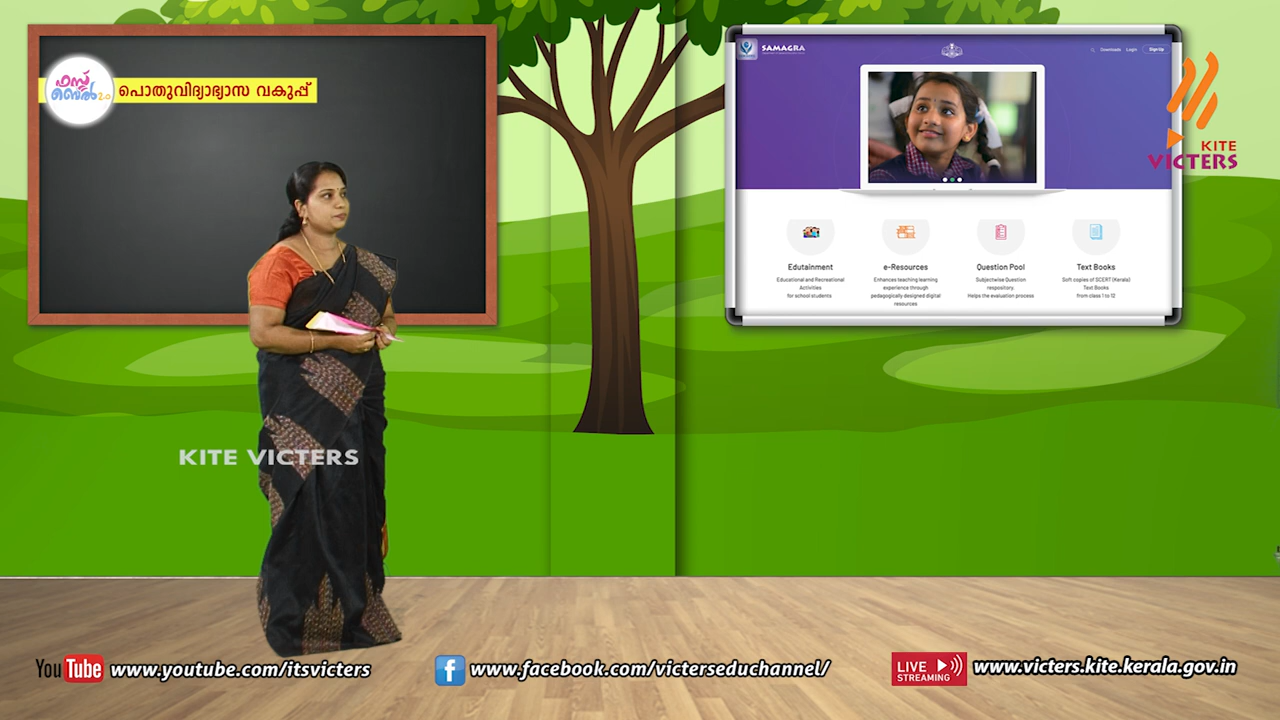 ഫസ്റ്റ്
ബെൽ 2.0
പൊതുവിദ്യാഭ്യാസ വകുപ്പ്
SAMAGRA
Downloads
Login
Sign Up
KITE
VICTERS
Edutainment
Educational and Recreational
Activities
for school students
e-Resources
Enhances teaching learning
experience through
pedagogically designed digital
resources
Question Pool
Subjectwise Question
respository
Helps the evaluation process
Text Books
Soft copies of SCERT (Kerala)
Text Books
from class 1 to 12
KITE VICTERS
YouTube www.youtube.com/itsvicters
f www.facebook.com/victerseduchannel/
LIVE
STREAMING
www.victers.kite.kerala.gov.in